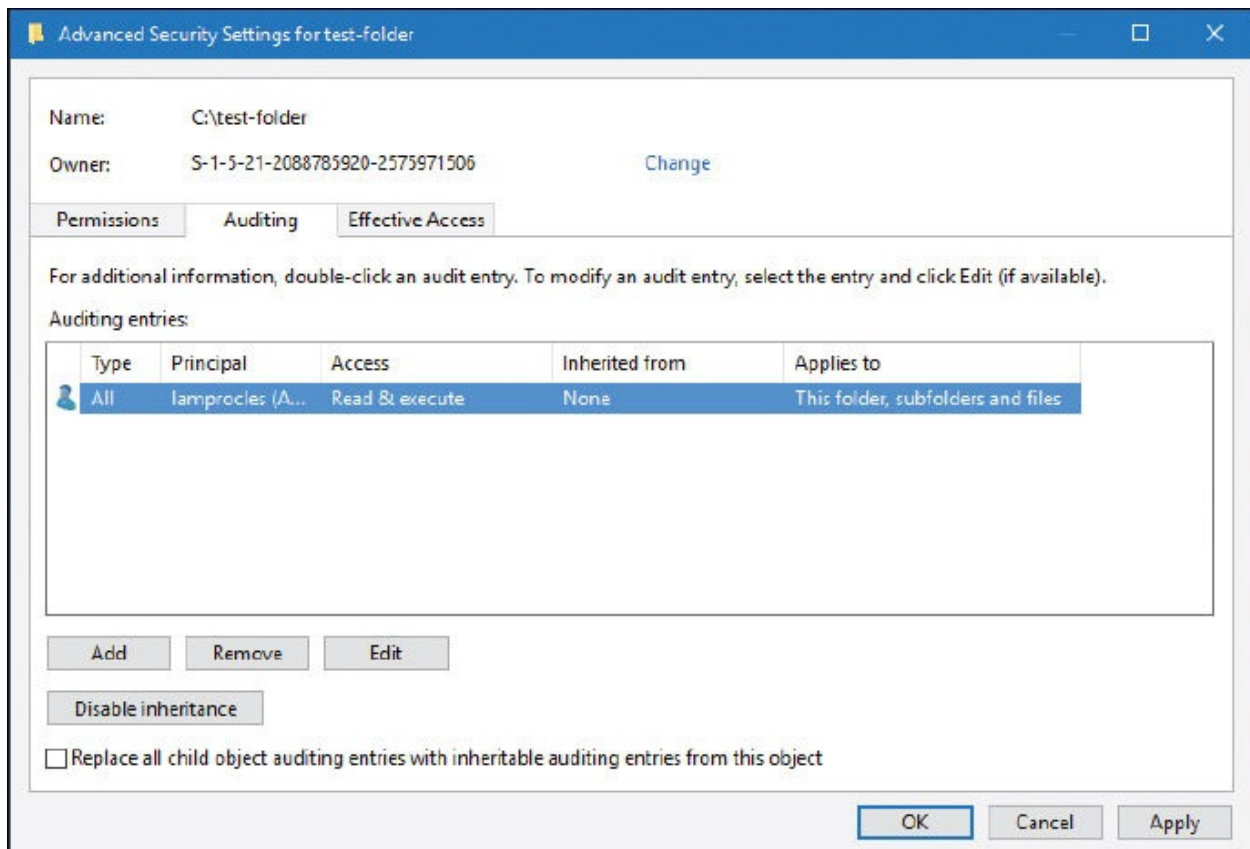 Advanced Security Settings for test-folder
Name: C:\test-folder
Owner: S-1-5-21-2088785920-2575971506 Change
Permissions Auditing Effective Access
For additional information, double-click an audit entry. To modify an audit entry, select the entry and click Edit (if available).
Auditing entries:
Type Principal Access Inherited from Applies to
All lamprocles (A... Read & execute None This folder, subfolders and files
Add Remove Edit
Disable inheritance
Replace all child object auditing entries with inheritable auditing entries from this object
OK Cancel Apply